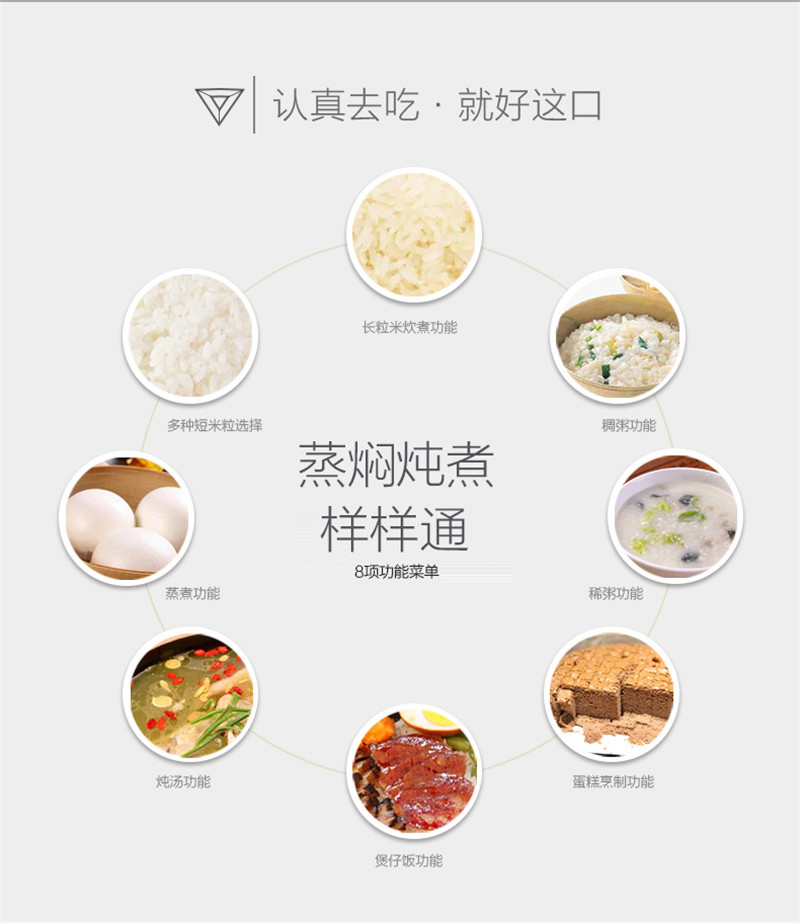 认真去吃 · 就好这口
长粒米炊煮功能
多种短米粒选择
稠粥功能
蒸焖炖煮
样样通
8项功能菜单
蒸煮功能
稀粥功能
炖汤功能
蛋糕烹制功能
煲仔饭功能